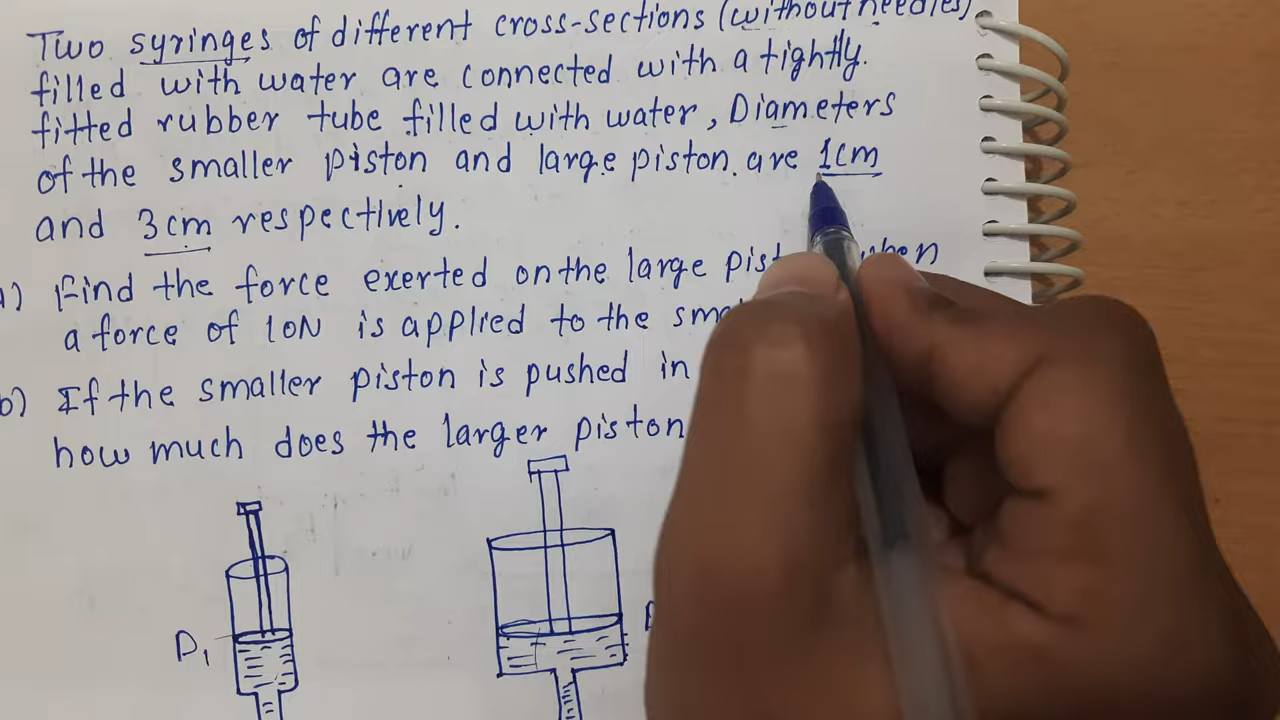 Two syringes of different cross-sections (without needles)
filled with water are connected with a tightly.
fitted rubber tube filled with water, Diameters
of the smaller piston and large piston. are 1cm
and 3cm respectively.
Find the force exerted on the large when
a force of 10N is applied to the
b) If the smaller piston is pushed in
how much does the larger piston
P1